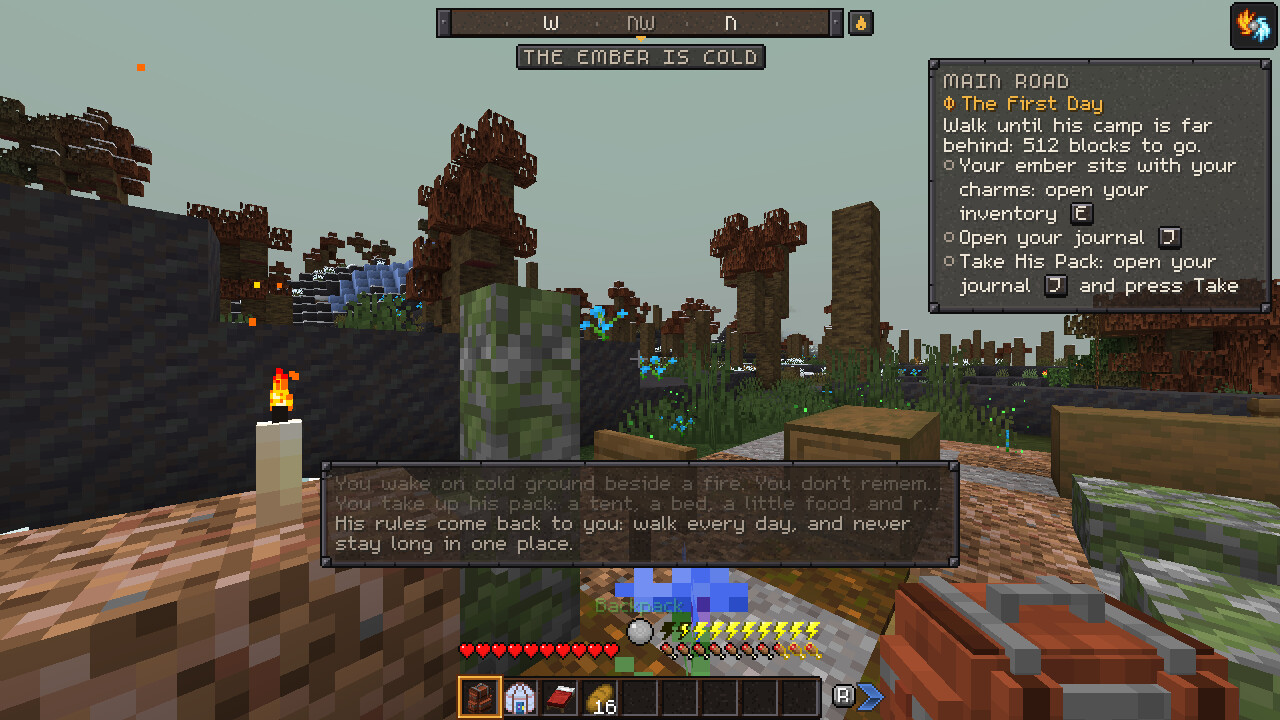 W NW N
THE EMBER IS COLD
MAIN ROAD
The First Day
Walk until his camp is far
behind: 512 blocks to go.
Your ember sits with your
charms: open your
inventory E
Open your journal J
Take His Pack: open your
journal J and press Take
You wake on cold ground beside a fire. You don't remem...
You take up his pack: a tent, a bed, a little food, and r...
His rules come back to you: walk every day, and never
stay long in one place.
Backpack
16
R